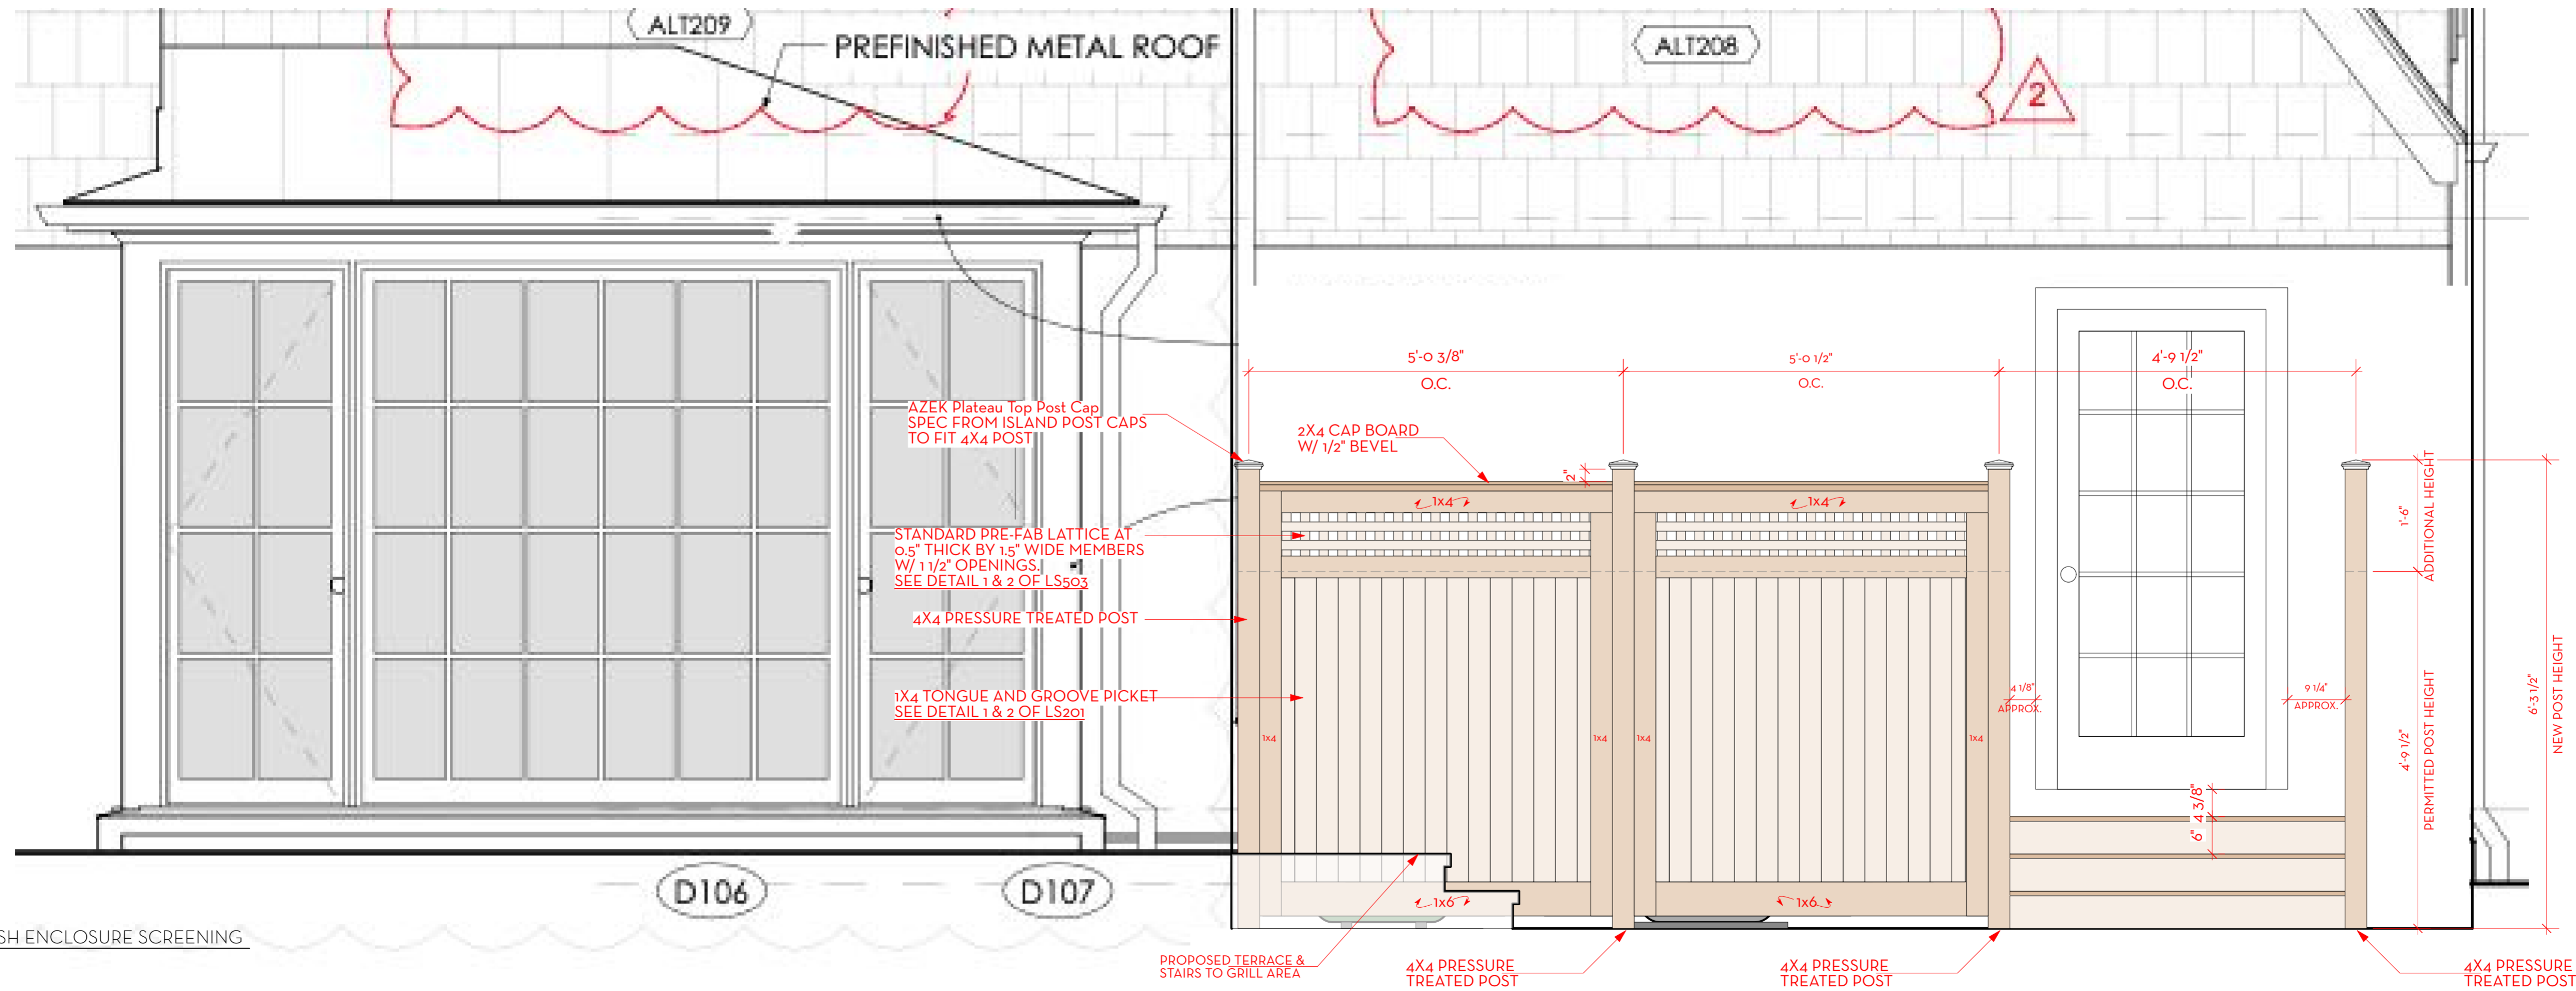 ALT209
PREFINISHED METAL ROOF
ALT208
2
5'-0 3/8"
O.C.
5'-0 1/2"
O.C.
4'-9 1/2"
O.C.
AZEK Plateau Top Post Cap
SPEC FROM ISLAND POST CAPS
TO FIT 4X4 POST
2X4 CAP BOARD
W/ 1/2" BEVEL
2"
1x4
1x4
STANDARD PRE-FAB LATTICE AT
0.5" THICK BY 1.5" WIDE MEMBERS
W/ 1 1/2" OPENINGS.
SEE DETAIL 1 & 2 OF LS503
4X4 PRESSURE TREATED POST
1X4 TONGUE AND GROOVE PICKET
SEE DETAIL 1 & 2 OF LS201
1x4
1x4
1x4
1x4
4 1/8"
APPROX.
9 1/4"
APPROX.
1'-6"
ADDITIONAL HEIGHT
4'-9 1/2"
PERMITTED POST HEIGHT
6'-3 1/2"
NEW POST HEIGHT
4 3/8"
6"
1x6
1x6
D106
D107
SH ENCLOSURE SCREENING
PROPOSED TERRACE &
STAIRS TO GRILL AREA
4X4 PRESSURE
TREATED POST
4X4 PRESSURE
TREATED POST
4X4 PRESSURE
TREATED POST